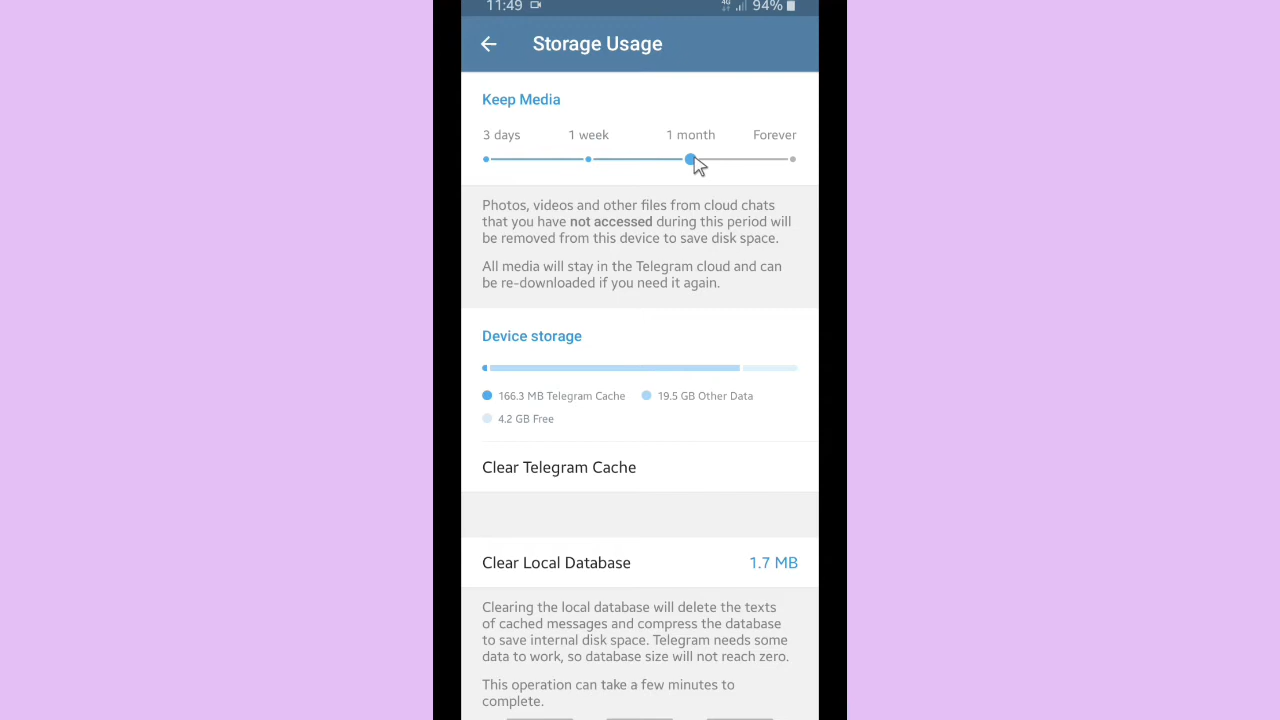 11:49 4G 94%
Storage Usage
Keep Media
3 days 1 week 1 month Forever
Photos, videos and other files from cloud chats
that you have not accessed during this period will
be removed from this device to save disk space.
All media will stay in the Telegram cloud and can
be re-downloaded if you need it again.
Device storage
166.3 MB Telegram Cache 19.5 GB Other Data
4.2 GB Free
Clear Telegram Cache
Clear Local Database 1.7 MB
Clearing the local database will delete the texts
of cached messages and compress the database
to save internal disk space. Telegram needs some
data to work, so database size will not reach zero.
This operation can take a few minutes to
complete.